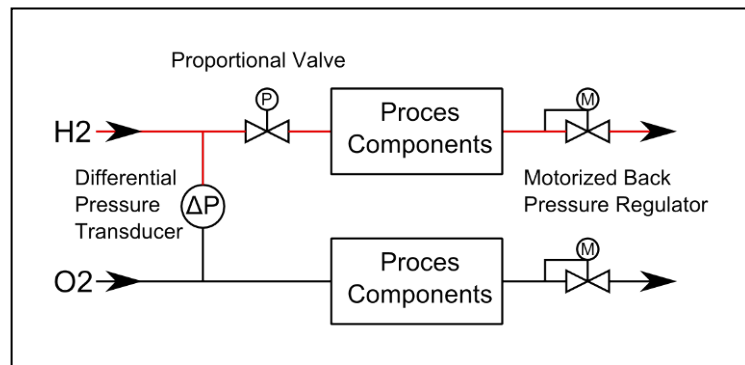 Proportional Valve
P
M
H2
Proces
Components
Differential
Pressure
Transducer
ΔP
Motorized Back
Pressure Regulator
M
O2
Proces
Components